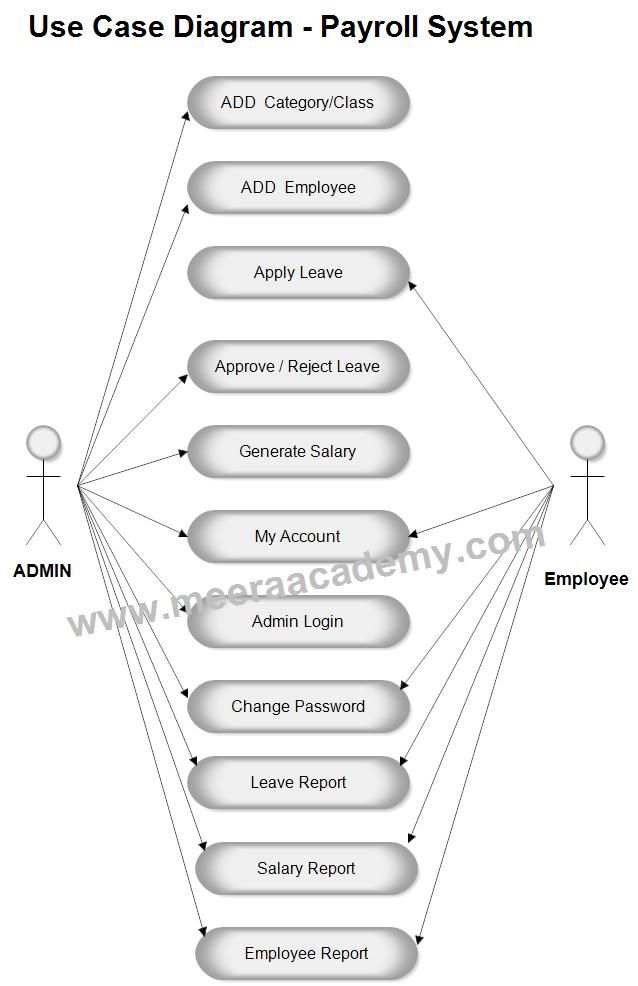 Use Case Diagram - Payroll System
ADD Category/Class
ADD Employee
Apply Leave
Approve / Reject Leave
Generate Salary
My Account
ADMIN
Employee
www.meeraacademy.com
Admin Login
Change Password
Leave Report
Salary Report
Employee Report